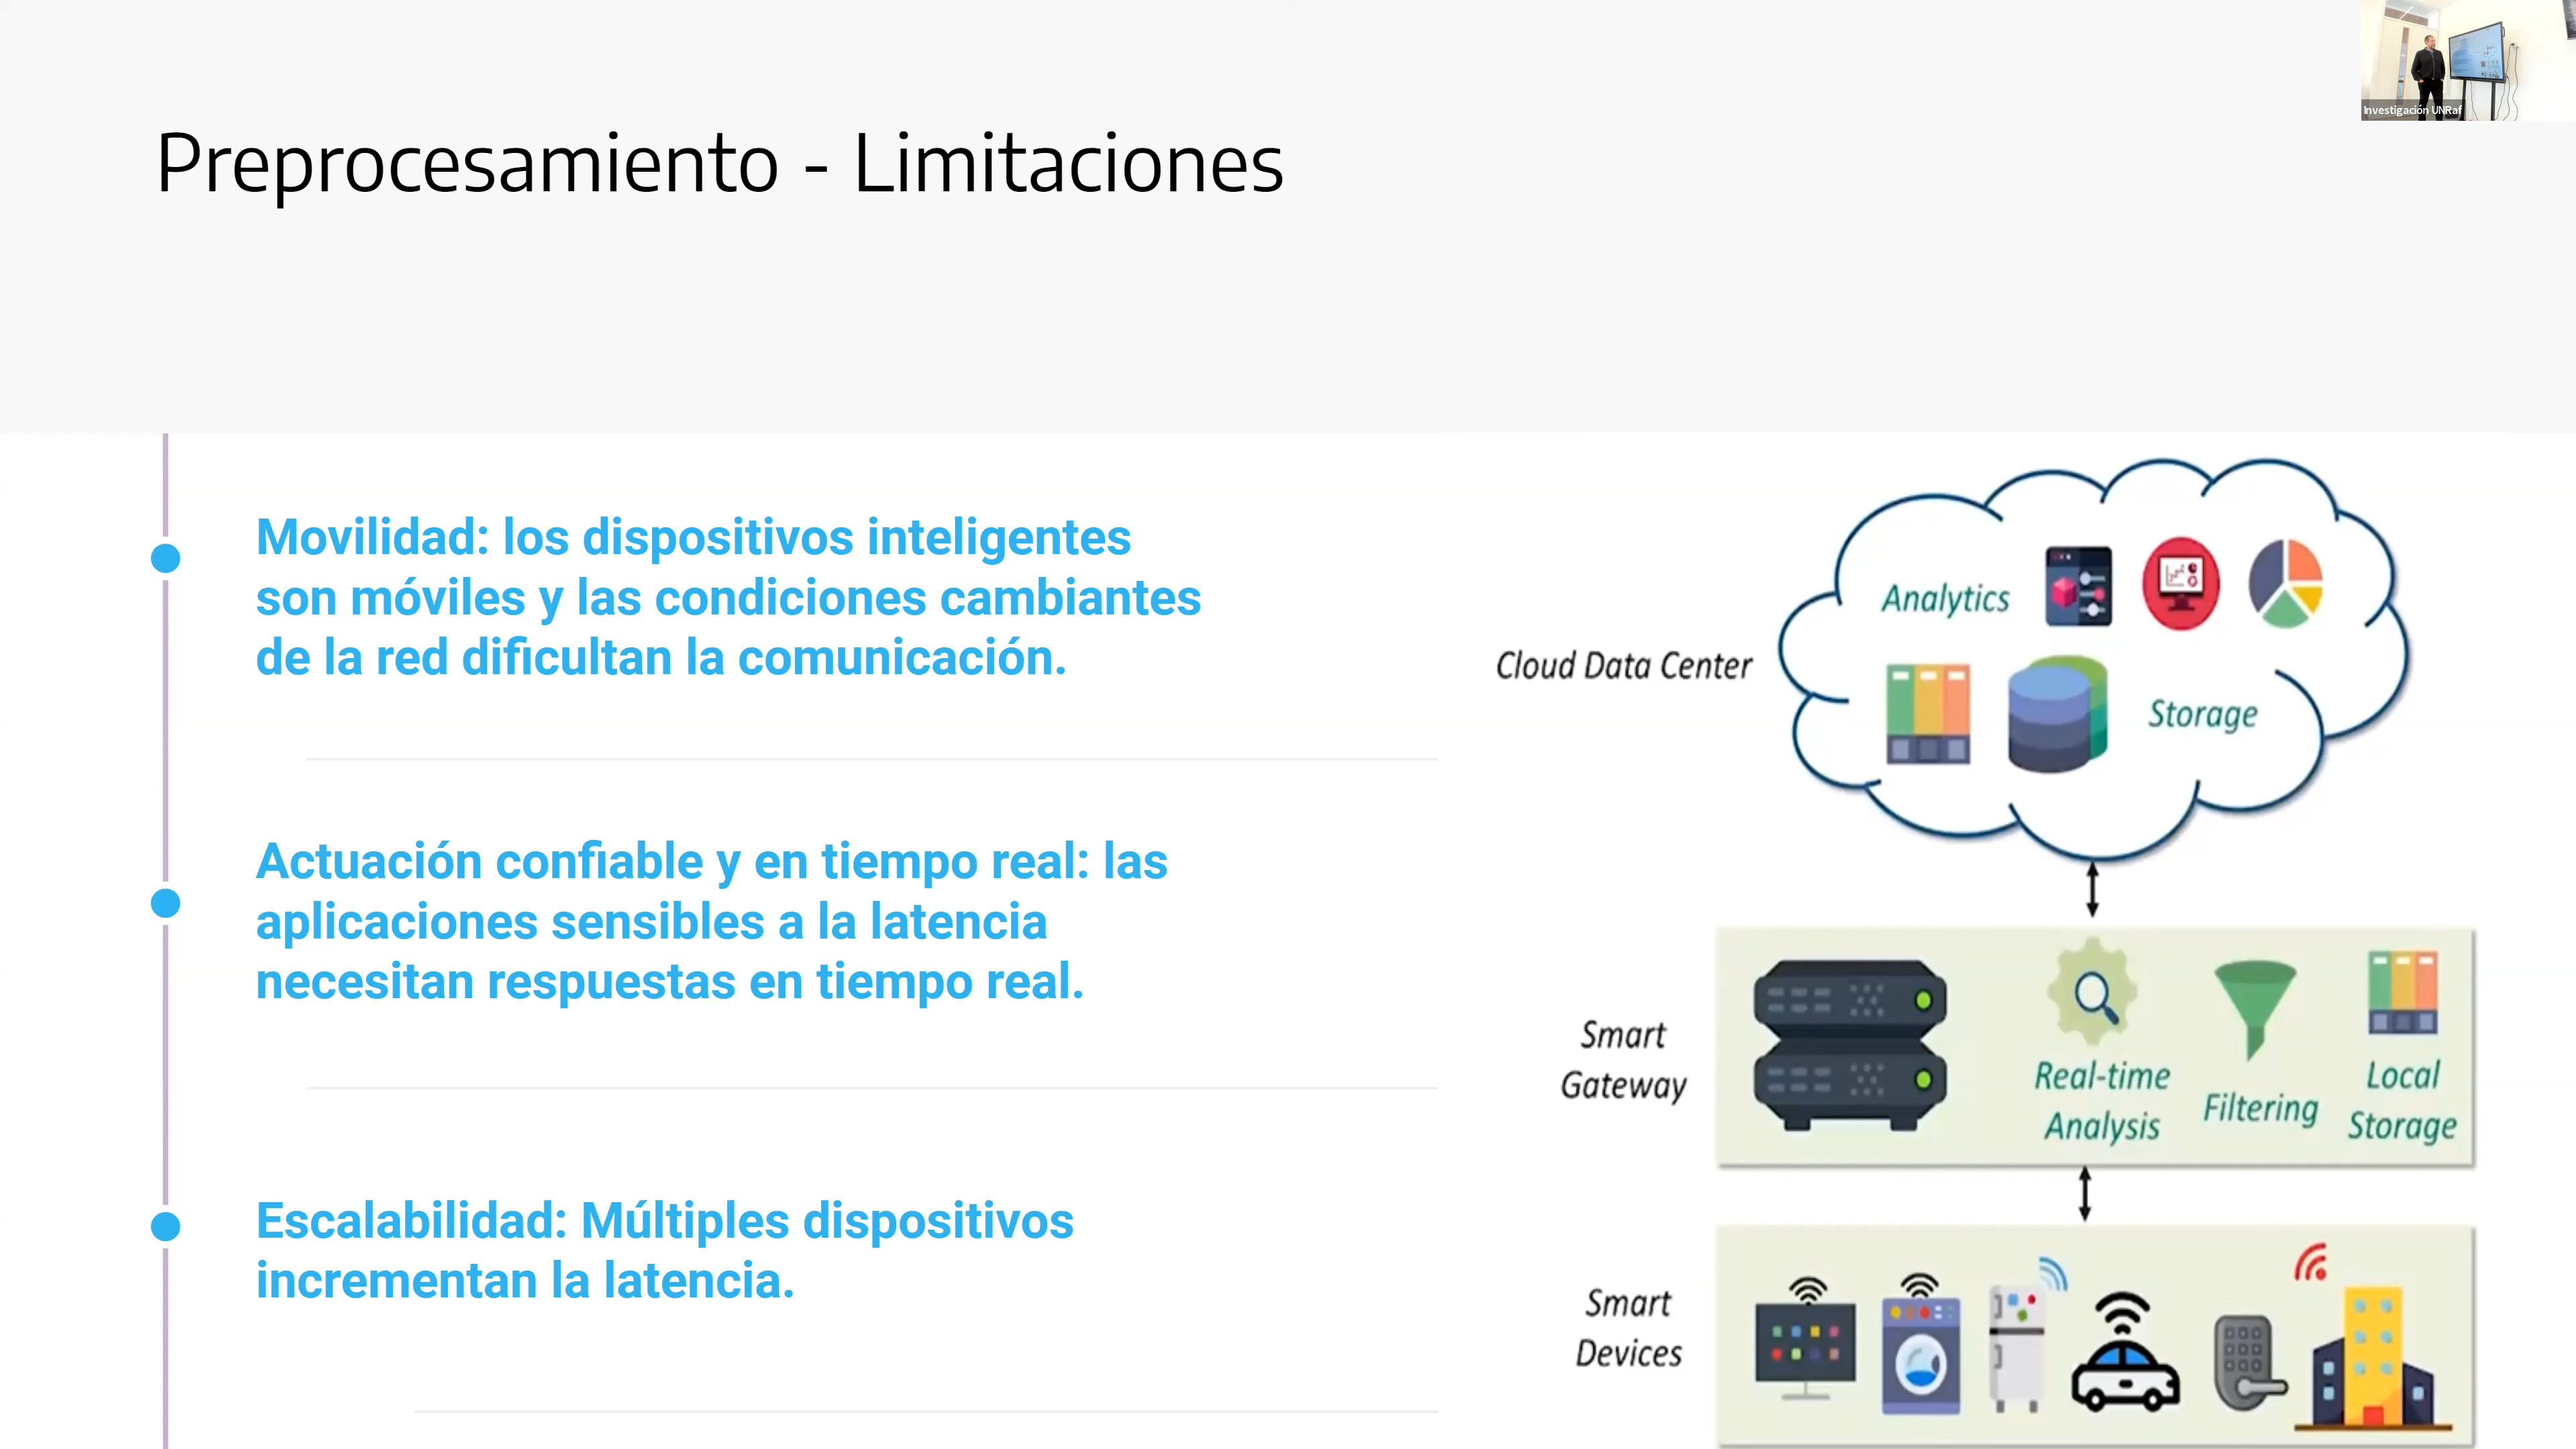 Investigación UNRaf
Preprocesamiento - Limitaciones
Movilidad: los dispositivos inteligentes
son móviles y las condiciones cambiantes
de la red dificultan la comunicación.
Actuación confiable y en tiempo real: las
aplicaciones sensibles a la latencia
necesitan respuestas en tiempo real.
Escalabilidad: Múltiples dispositivos
incrementan la latencia.
Cloud Data Center
Analytics
Storage
Smart
Gateway
Real-time
Analysis
Filtering
Local
Storage
Smart
Devices